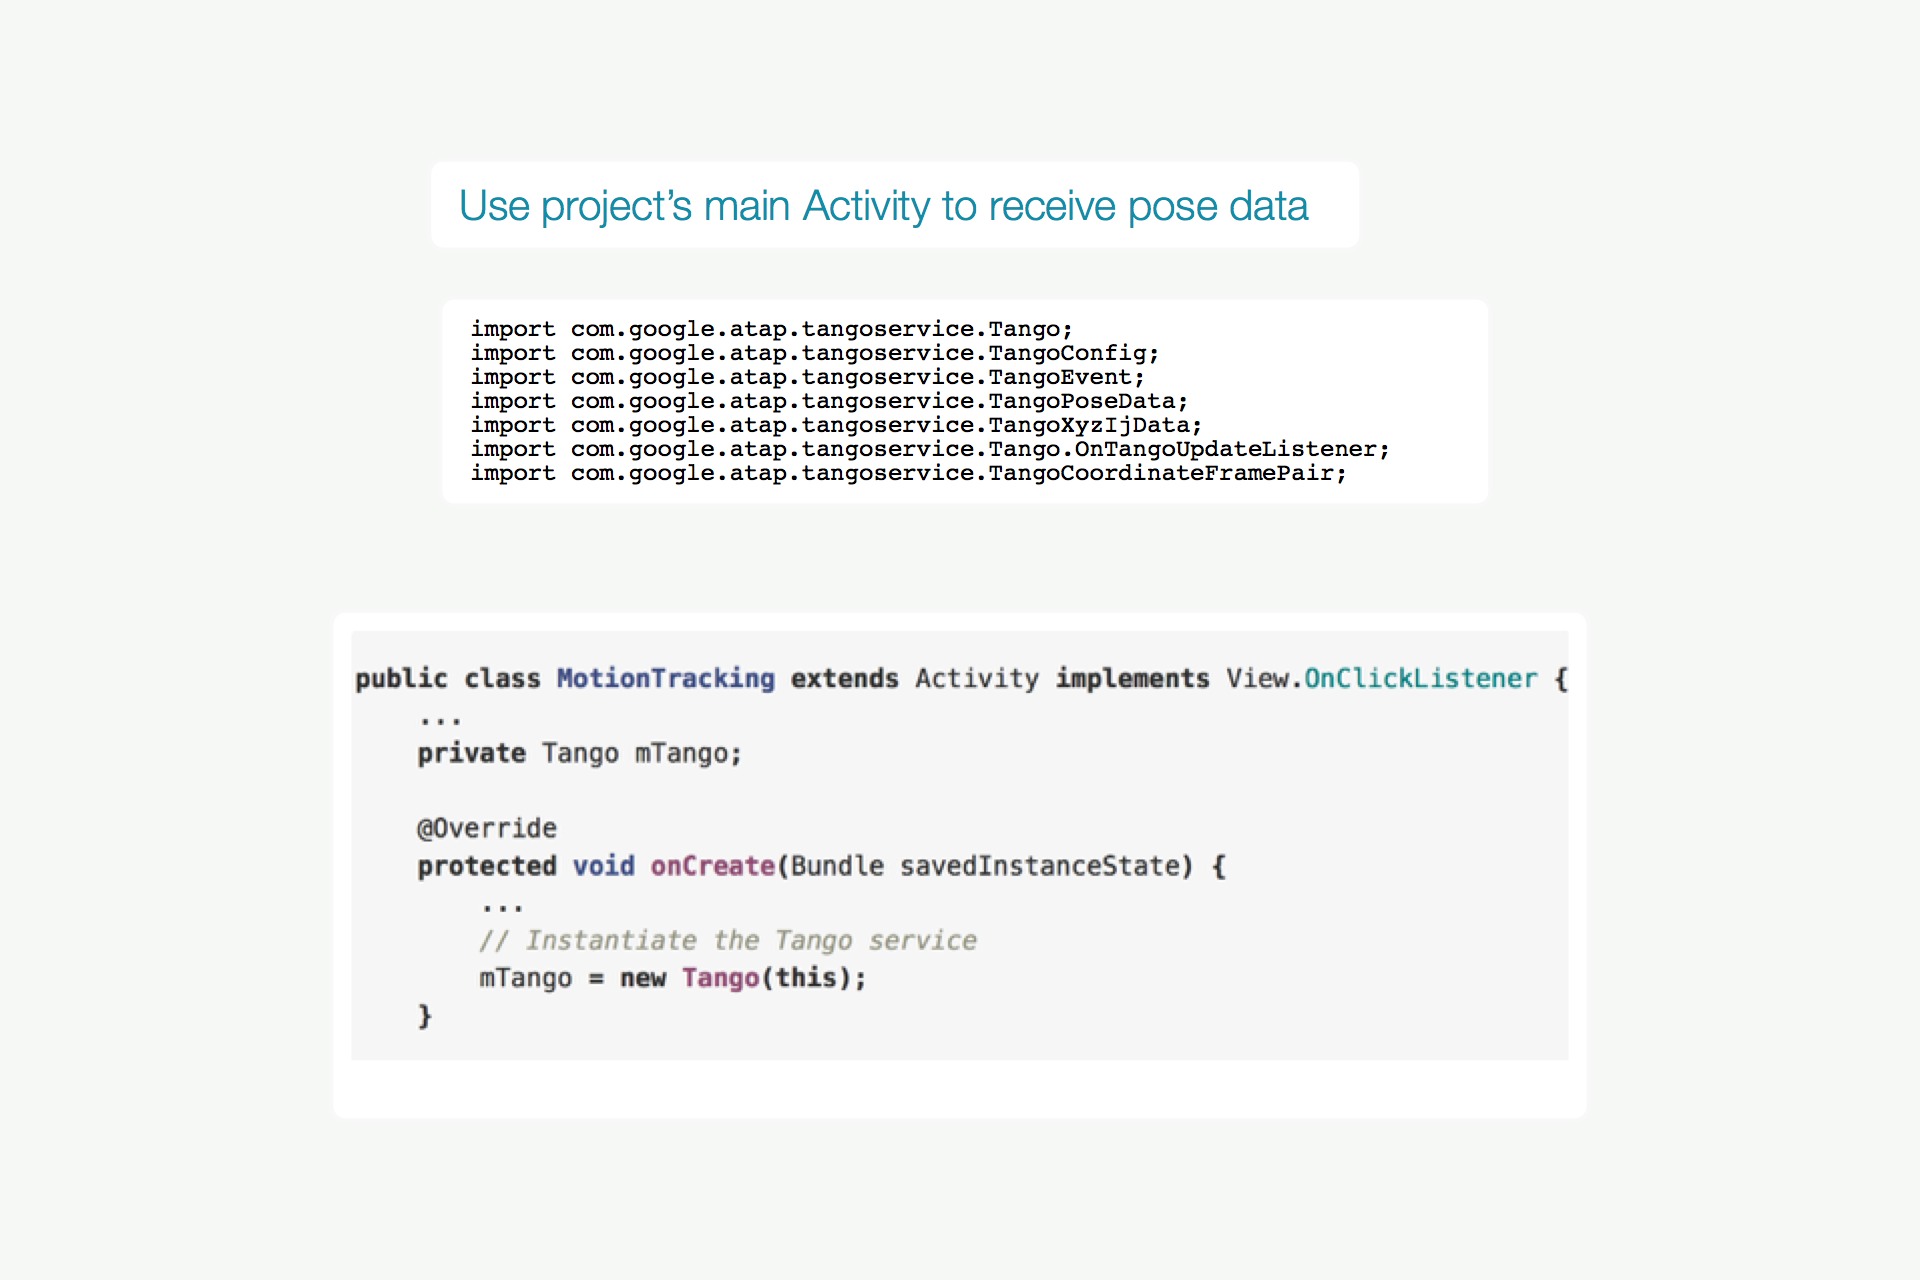 Use project’s main Activity to receive pose data
import com.google.atap.tangoservice.Tango;
import com.google.atap.tangoservice.TangoConfig;
import com.google.atap.tangoservice.TangoEvent;
import com.google.atap.tangoservice.TangoPoseData;
import com.google.atap.tangoservice.TangoXyzIjData;
import com.google.atap.tangoservice.Tango.OnTangoUpdateListener;
import com.google.atap.tangoservice.TangoCoordinateFramePair;
public class MotionTracking extends Activity implements View.OnClickListener {
    ...
    private Tango mTango;
    @Override
    protected void onCreate(Bundle savedInstanceState) {
        ...
        // Instantiate the Tango service
        mTango = new Tango(this);
    }